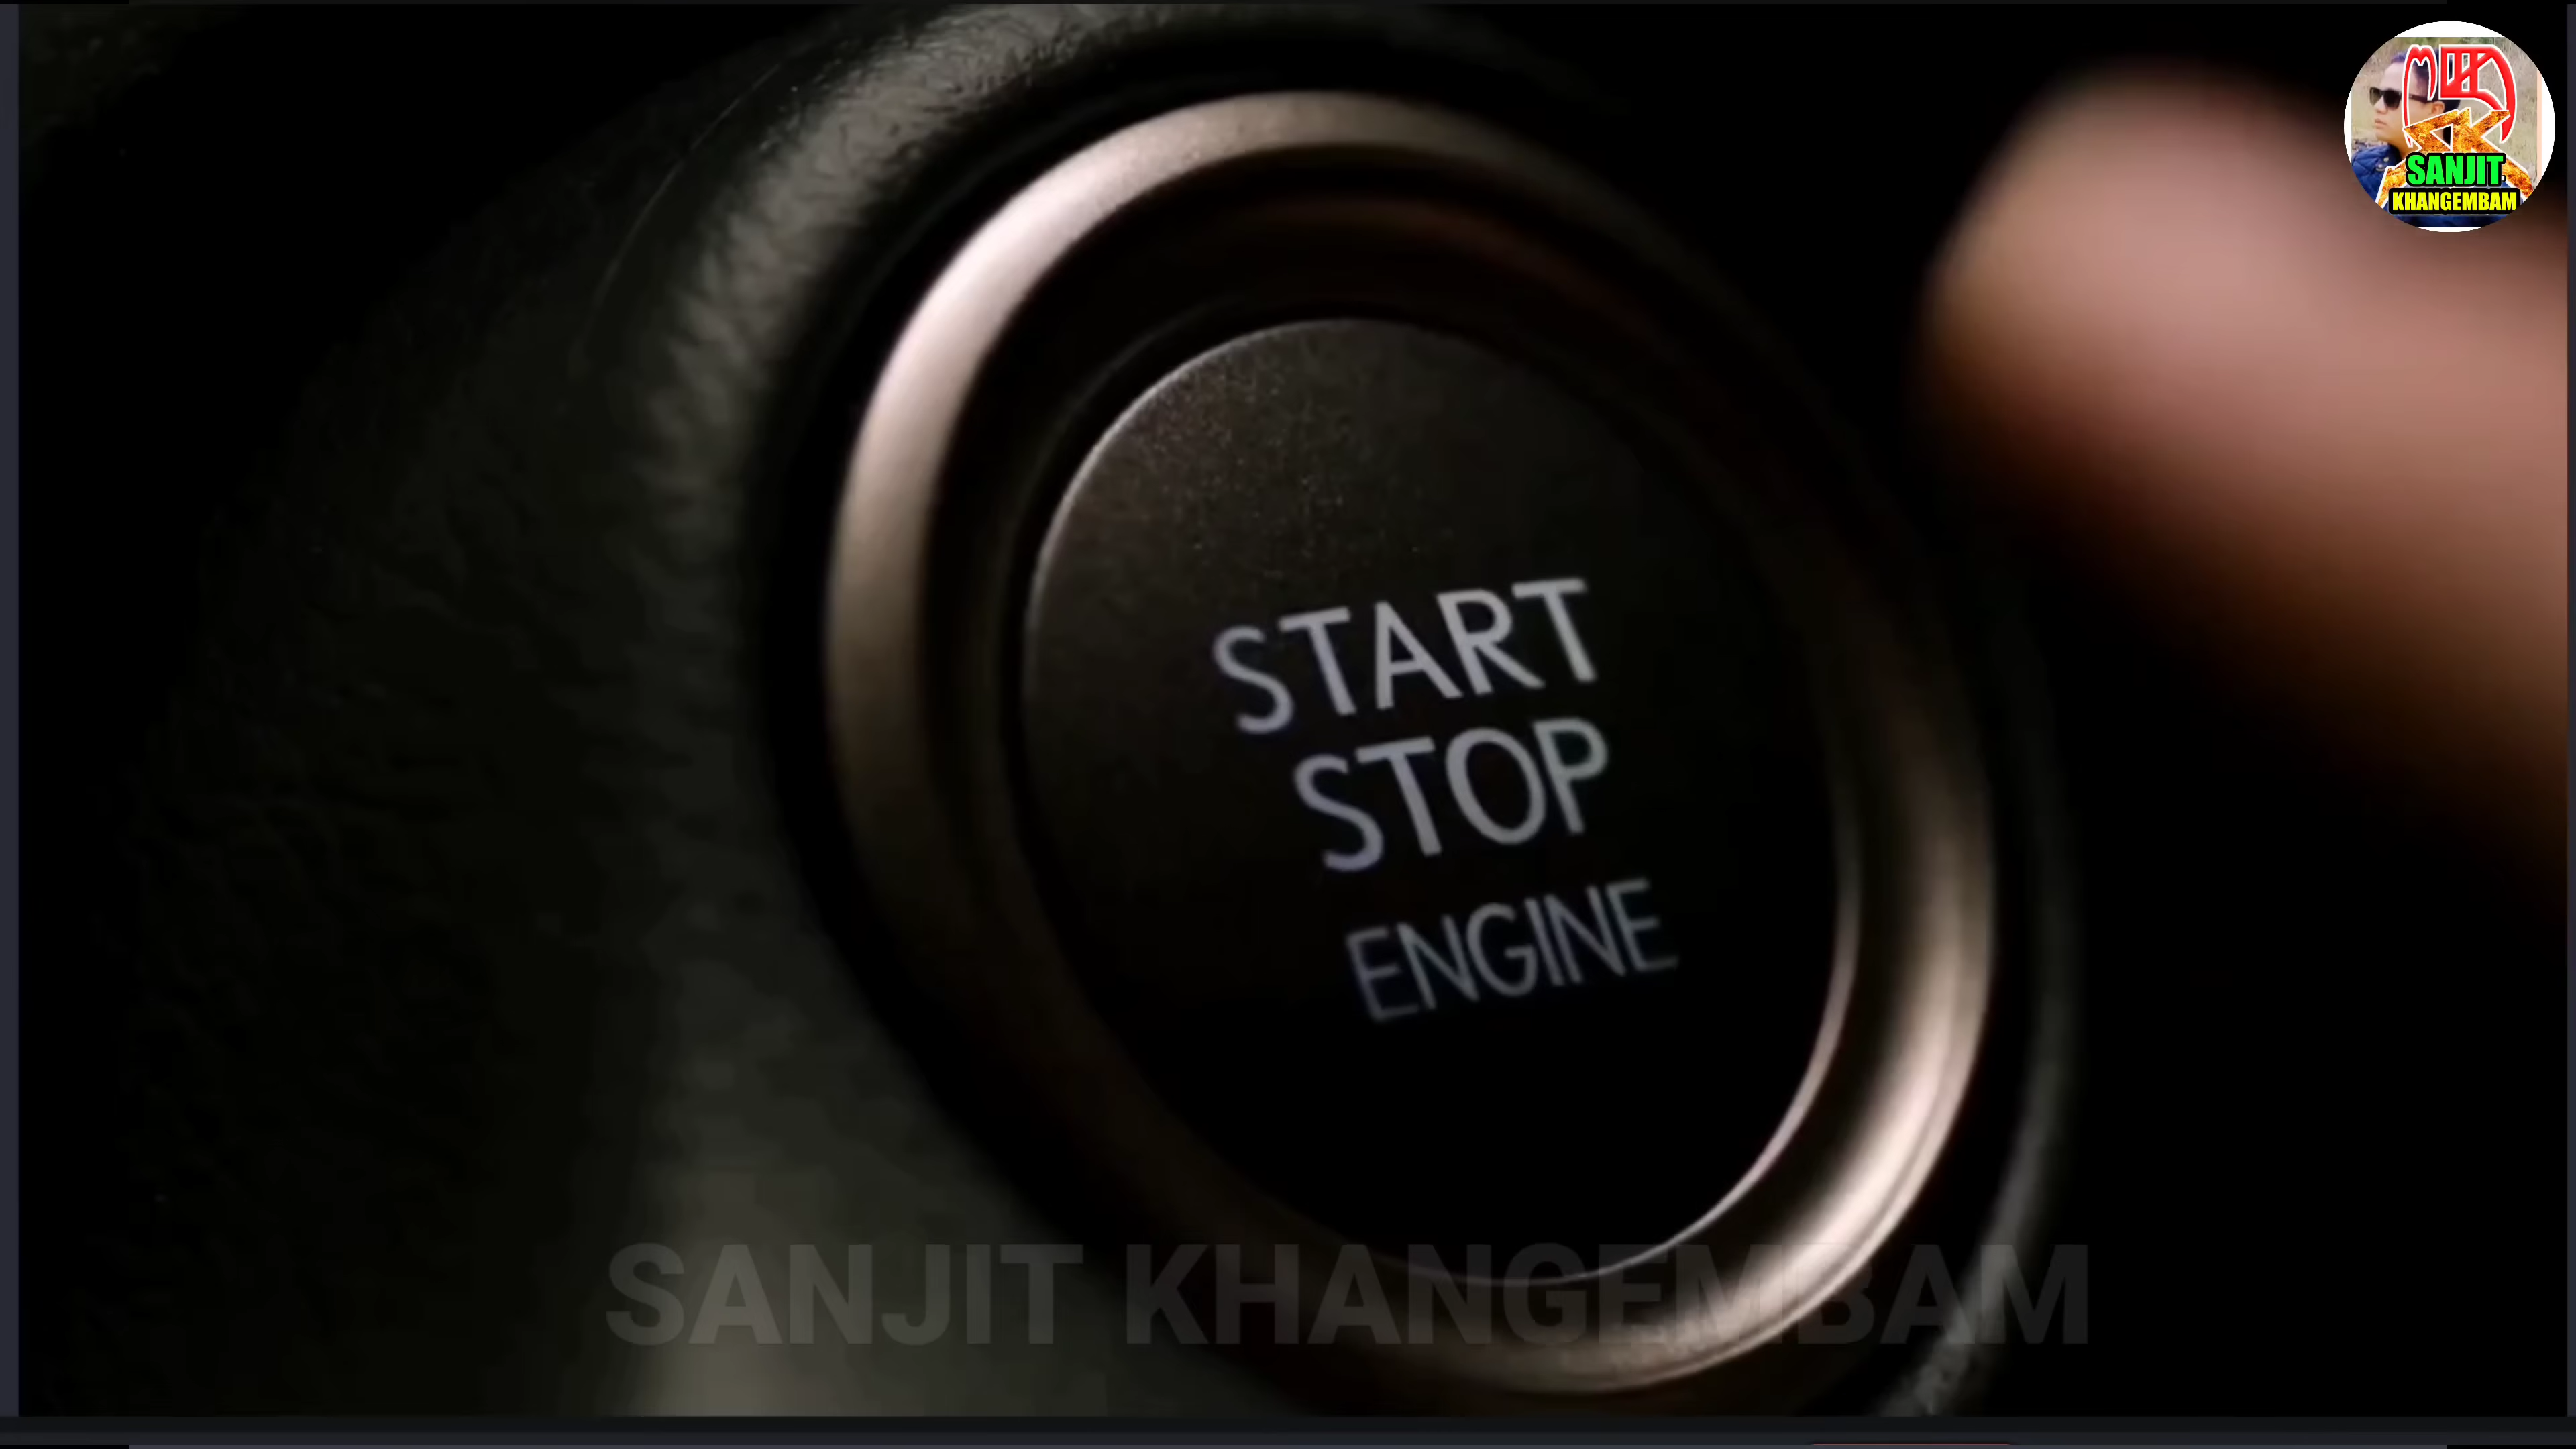 SANJIT
KHANGEMBAM
START
STOP
ENGINE
SANJIT KHANGEMBAM